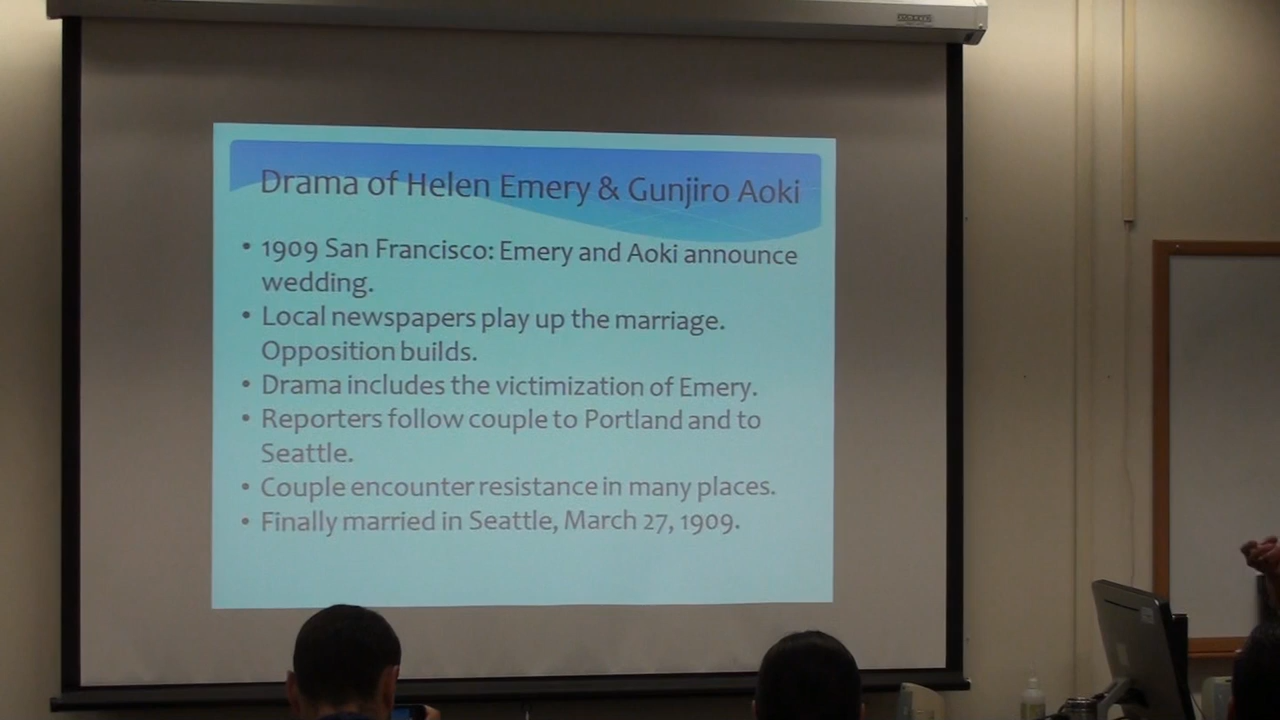 Drama of Helen Emery & Gunjiro Aoki
• 1909 San Francisco: Emery and Aoki announce
wedding.
• Local newspapers play up the marriage.
Opposition builds.
• Drama includes the victimization of Emery.
• Reporters follow couple to Portland and to
Seattle.
• Couple encounter resistance in many places.
• Finally married in Seattle, March 27, 1909.